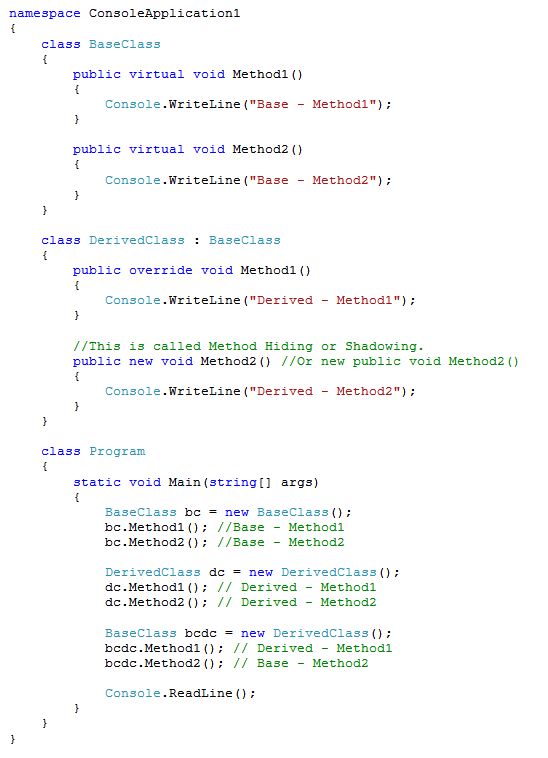 namespace ConsoleApplication1
{
    class BaseClass
    {
        public virtual void Method1()
        {
            Console.WriteLine("Base - Method1");
        }

        public virtual void Method2()
        {
            Console.WriteLine("Base - Method2");
        }
    }

    class DerivedClass : BaseClass
    {
        public override void Method1()
        {
            Console.WriteLine("Derived - Method1");
        }

        //This is called Method Hiding or Shadowing.
        public new void Method2() //Or new public void Method2()
        {
            Console.WriteLine("Derived - Method2");
        }
    }

    class Program
    {
        static void Main(string[] args)
        {
            BaseClass bc = new BaseClass();
            bc.Method1(); //Base - Method1
            bc.Method2(); //Base - Method2

            DerivedClass dc = new DerivedClass();
            dc.Method1(); // Derived - Method1
            dc.Method2(); // Derived - Method2

            BaseClass bcdc = new DerivedClass();
            bcdc.Method1(); // Derived - Method1
            bcdc.Method2(); // Base - Method2

            Console.ReadLine();
        }
    }
}